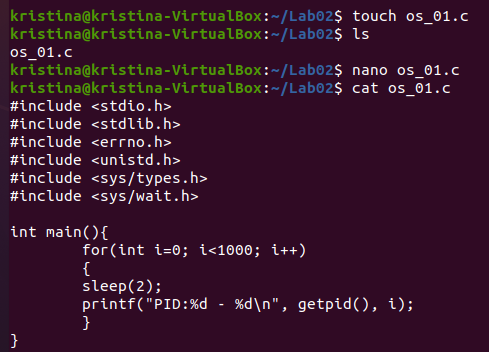 kristina@kristina-VirtualBox:~/Lab02$ touch os_01.c
kristina@kristina-VirtualBox:~/Lab02$ ls
os_01.c
kristina@kristina-VirtualBox:~/Lab02$ nano os_01.c
kristina@kristina-VirtualBox:~/Lab02$ cat os_01.c
#include <stdio.h>
#include <stdlib.h>
#include <errno.h>
#include <unistd.h>
#include <sys/types.h>
#include <sys/wait.h>

int main(){
        for(int i=0; i<1000; i++)
        {
        sleep(2);
        printf("PID:%d - %d\n", getpid(), i);
        }
}